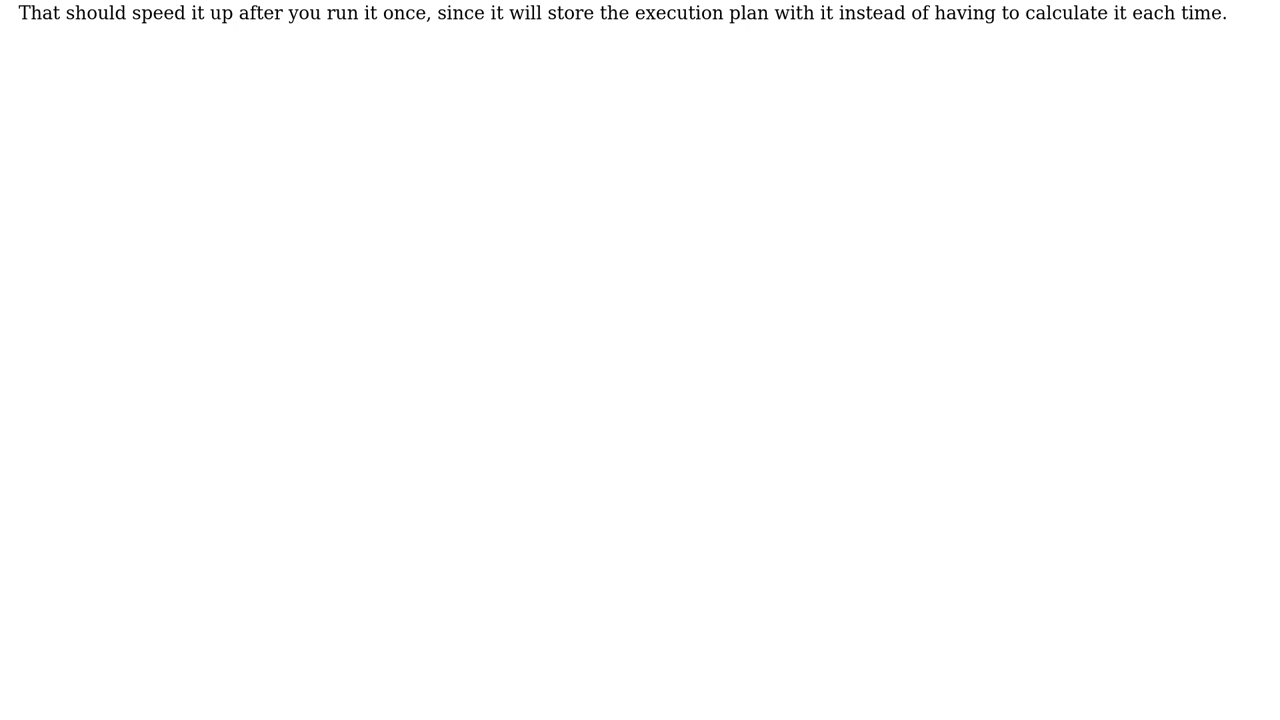 That should speed it up after you run it once, since it will store the execution plan with it instead of having to calculate it each time.